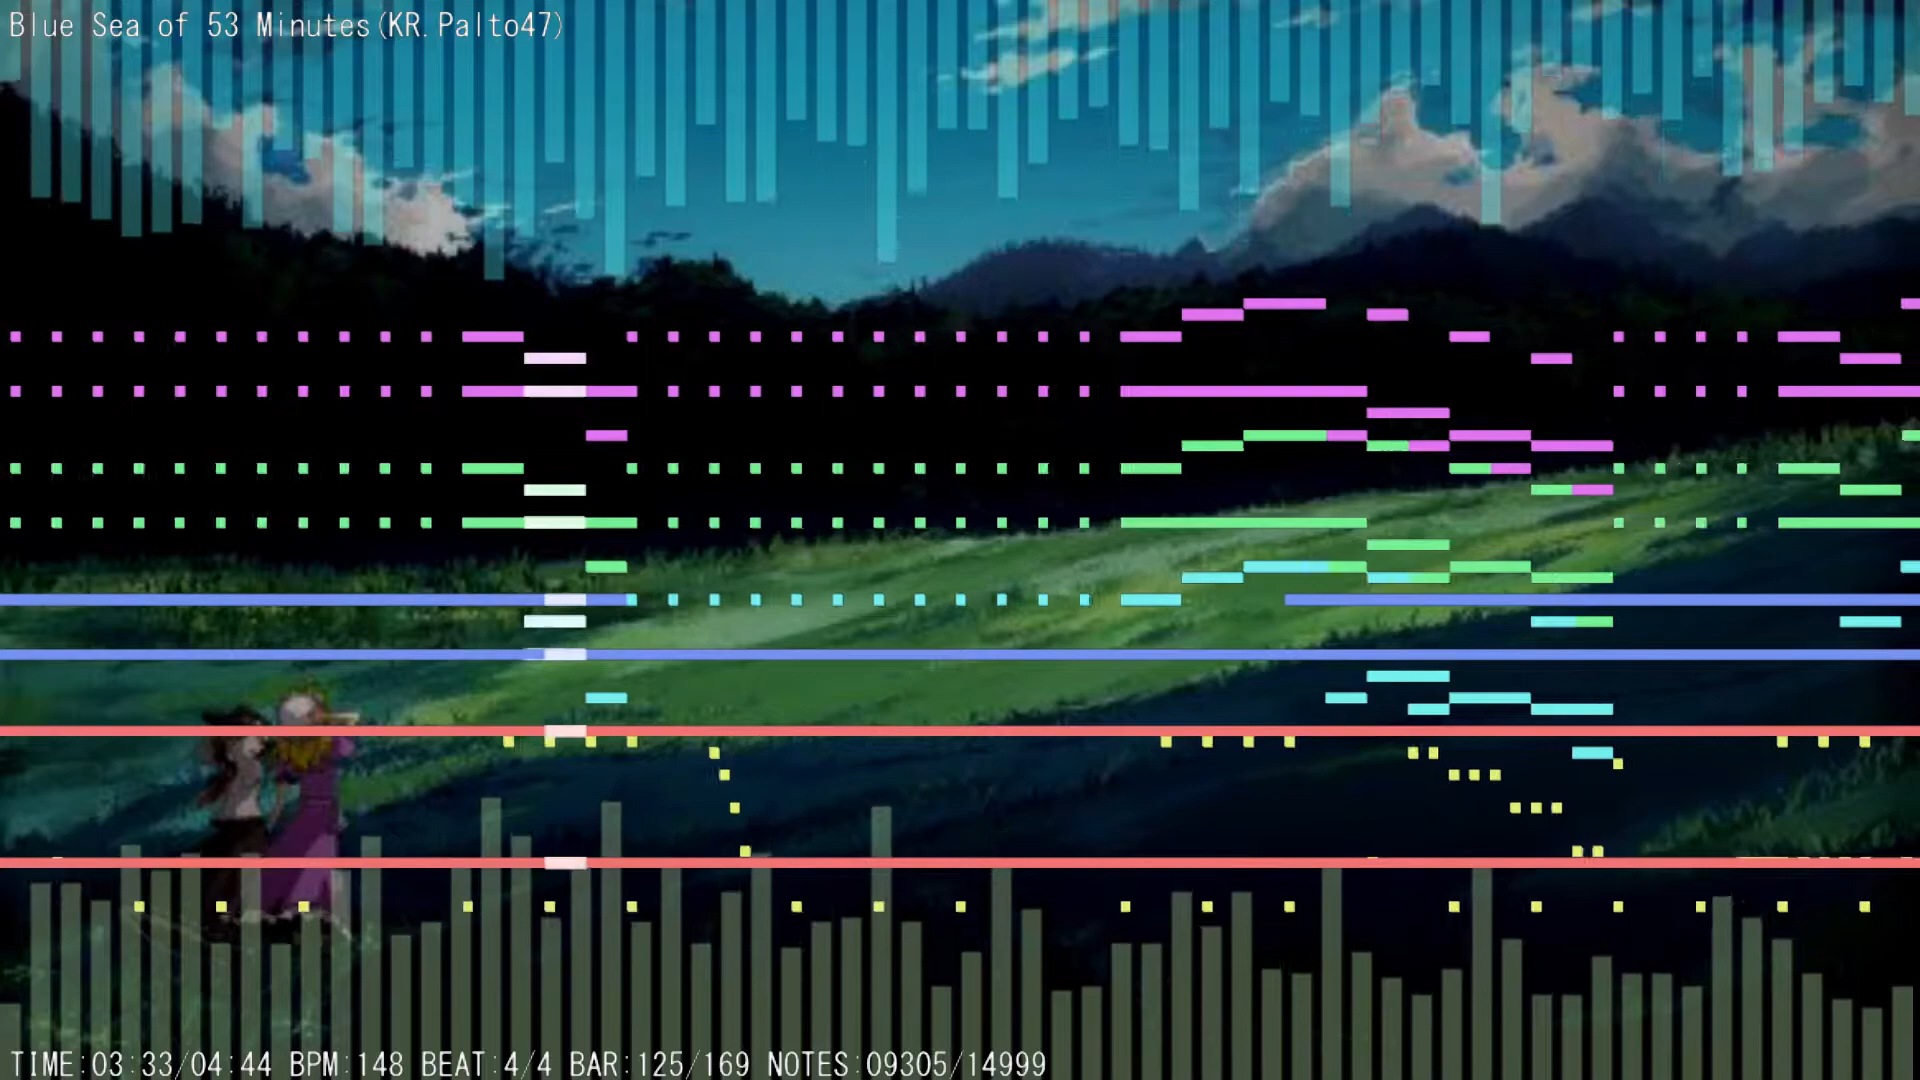 Blue Sea of 53 Minutes(KR.Palto47)
TIME:03:33/04:44 BPM:148 BEAT:4/4 BAR:125/169 NOTES:09305/14999